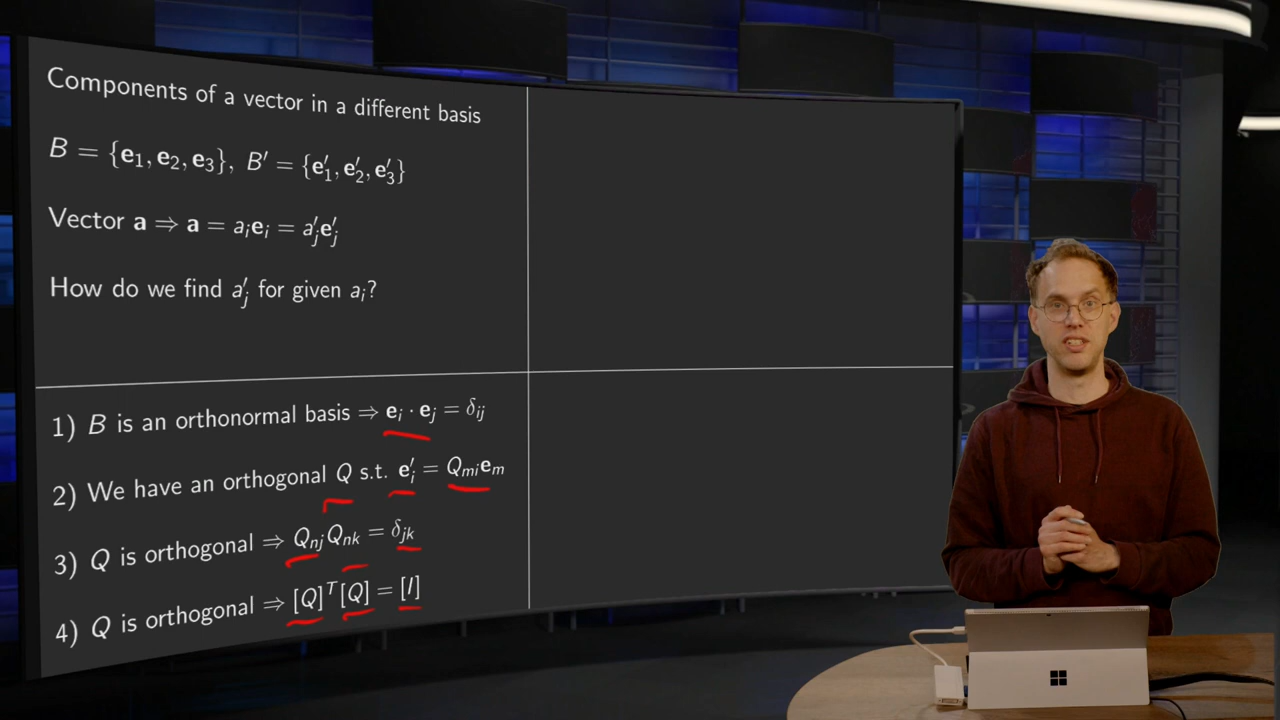 Components of a vector in a different basis
B = {e₁, e₂, e₃}, B′ = {e′₁, e′₂, e′₃}
Vector a ⇒ a = aᵢeᵢ = a′ⱼe′ⱼ
How do we find a′ⱼ for given aᵢ?
1) B is an orthonormal basis ⇒ eᵢ · eⱼ = δᵢⱼ
2) We have an orthogonal Q s.t. e′ᵢ = Qₘᵢeₘ
3) Q is orthogonal ⇒ QₙⱼQₙₖ = δⱼₖ
4) Q is orthogonal ⇒ [Q]ᵀ[Q] = [I]